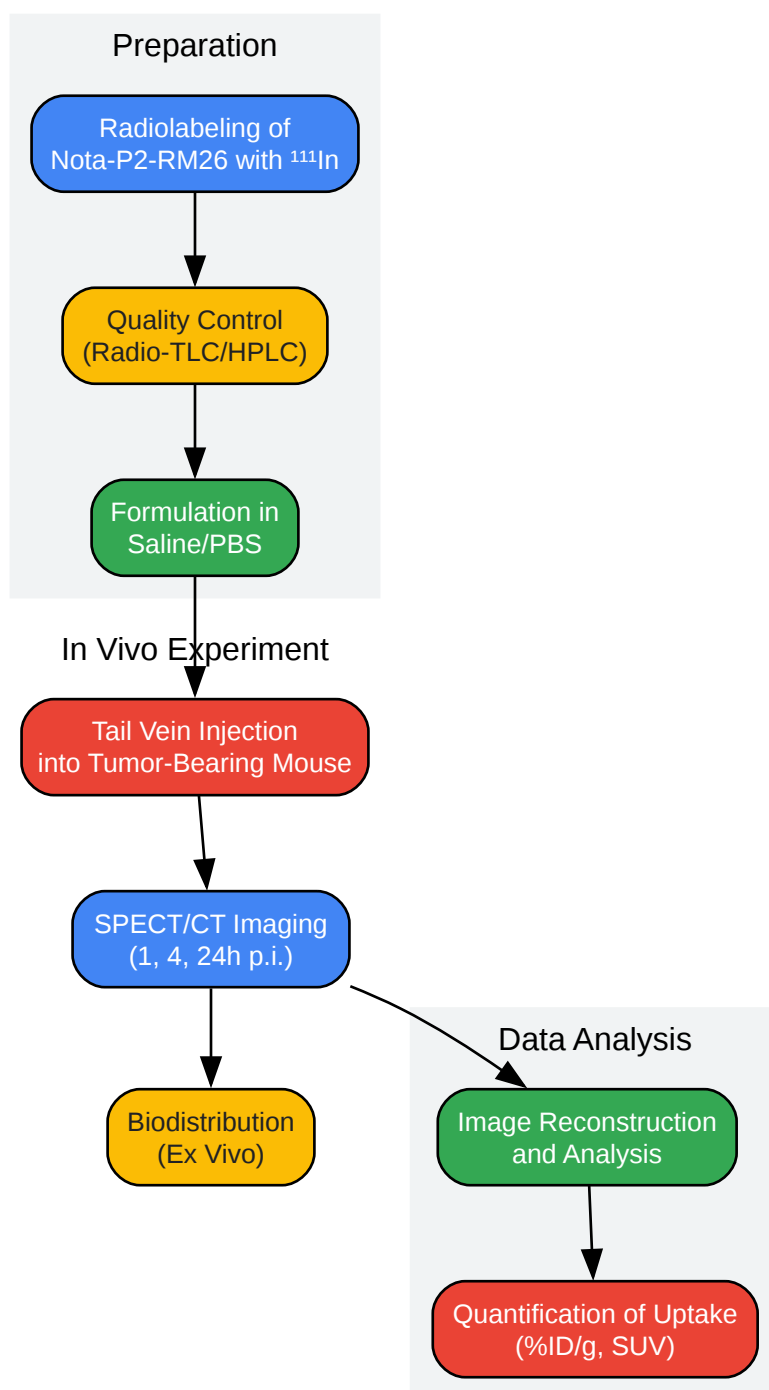 Preparation
Radiolabeling of
Nota-P2-RM26 with ¹¹¹In
Quality Control
(Radio-TLC/HPLC)
Formulation in
Saline/PBS
In Vivo Experiment
Tail Vein Injection
into Tumor-Bearing Mouse
SPECT/CT Imaging
(1, 4, 24h p.i.)
Biodistribution
(Ex Vivo)
Data Analysis
Image Reconstruction
and Analysis
Quantification of Uptake
(%ID/g, SUV)